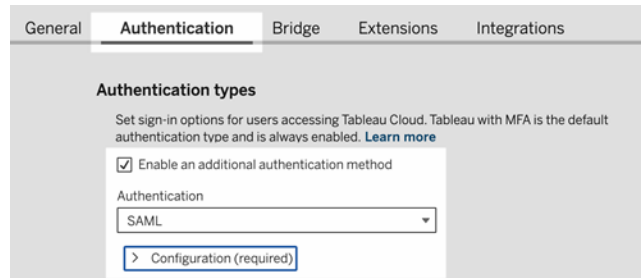 General Authentication Bridge Extensions Integrations
Authentication types
Set sign-in options for users accessing Tableau Cloud. Tableau with MFA is the default
authentication type and is always enabled. Learn more
Enable an additional authentication method
Authentication
SAML
Configuration (required)